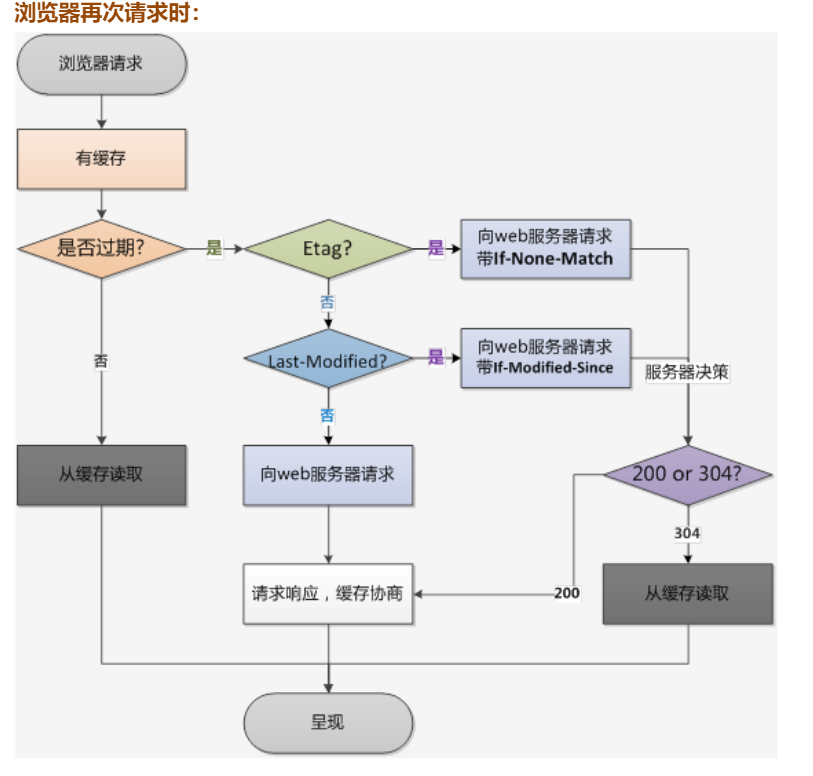 浏览器再次请求时：
浏览器请求
有缓存
是否过期?
是
Etag?
是
向web服务器请求
带If-None-Match
否
Last-Modified?
是
向web服务器请求
带If-Modified-Since
否
服务器决策
否
从缓存读取
向web服务器请求
200 or 304?
304
请求响应，缓存协商
200
从缓存读取
呈现